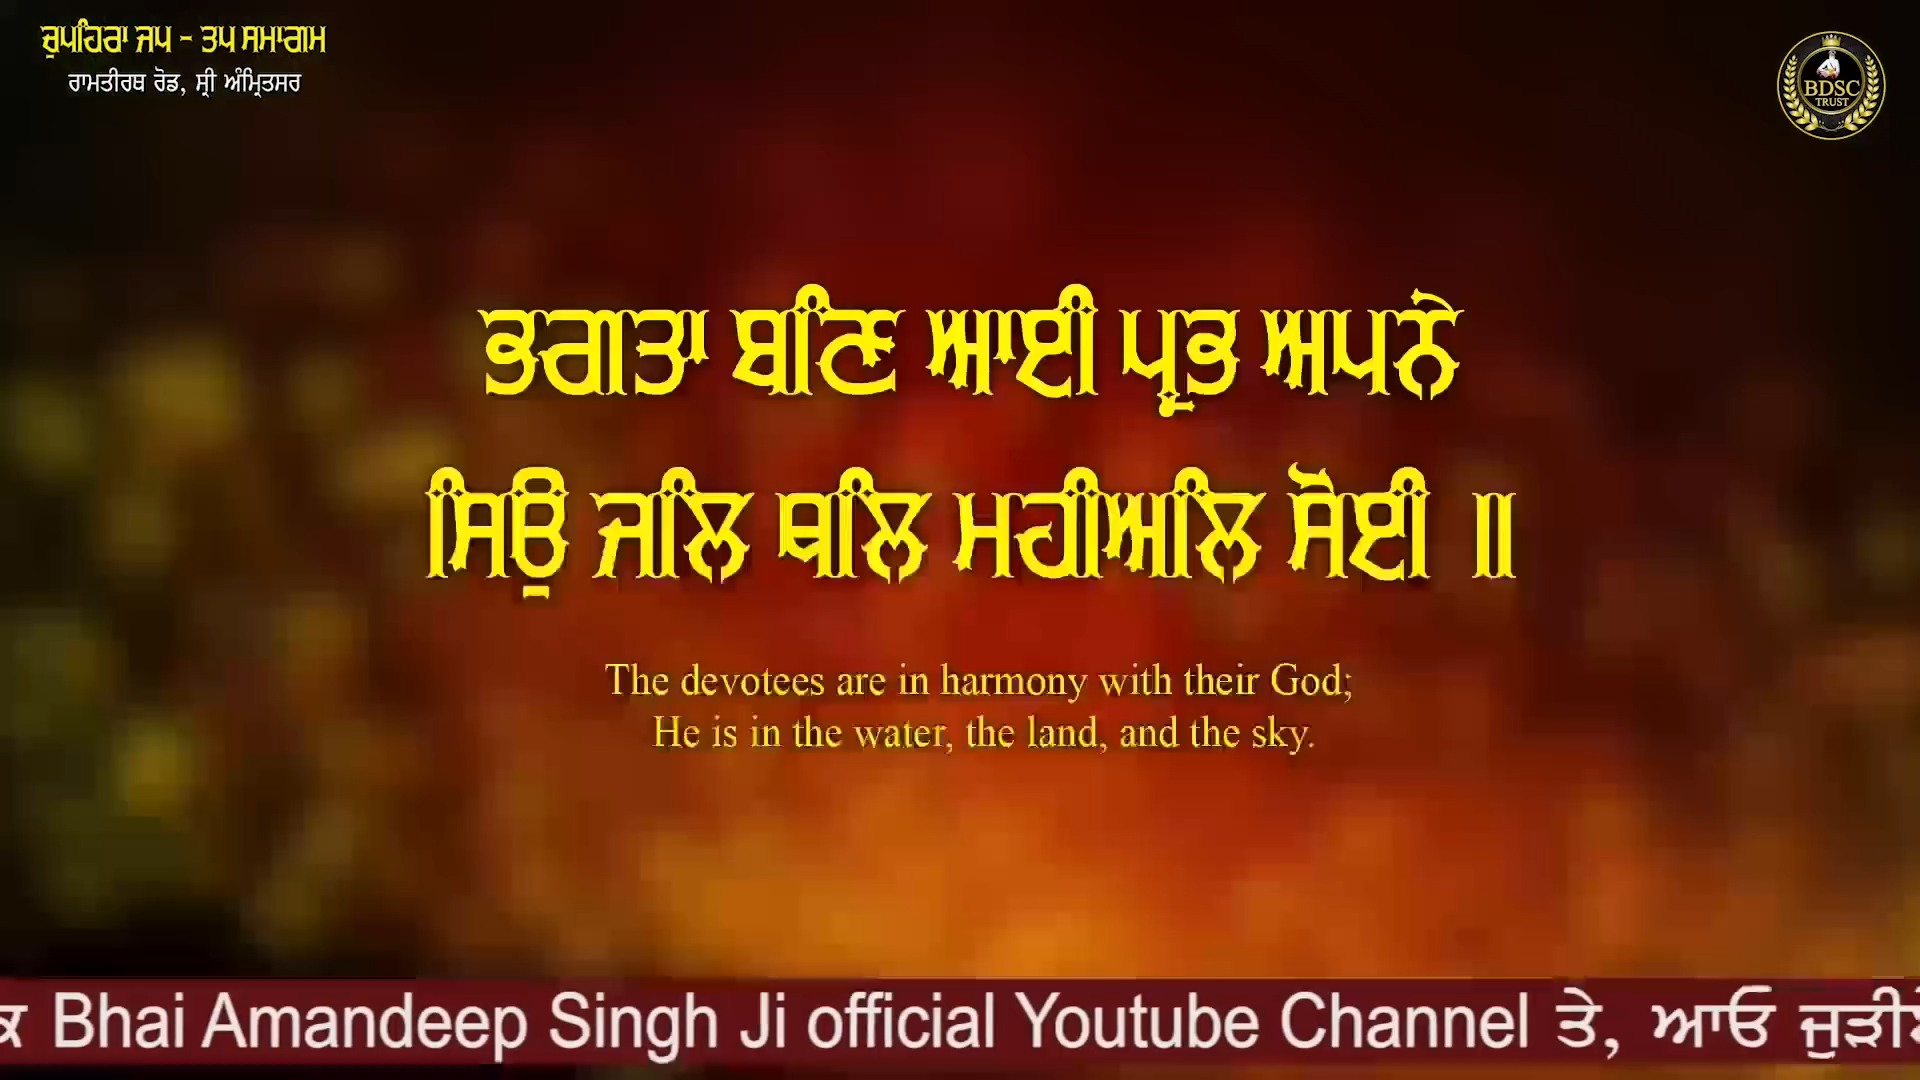 ਚੁਪਹਿਰਾ ਜਪ - ਤਪ ਸਮਾਗਮ
ਰਾਮਤੀਰਥ ਰੋਡ, ਸ੍ਰੀ ਅੰਮ੍ਰਿਤਸਰ
BDSC
TRUST
ਭਗਤਾ ਬਣਿ ਆਈ ਪ੍ਰਭ ਅਪਨੇ
ਸਿਉ ਜਲਿ ਥਲਿ ਮਹੀਅਲਿ ਸੋਈ ॥
The devotees are in harmony with their God;
He is in the water, the land, and the sky.
Bhai Amandeep Singh Ji official Youtube Channel ਤੇ, ਆਓ